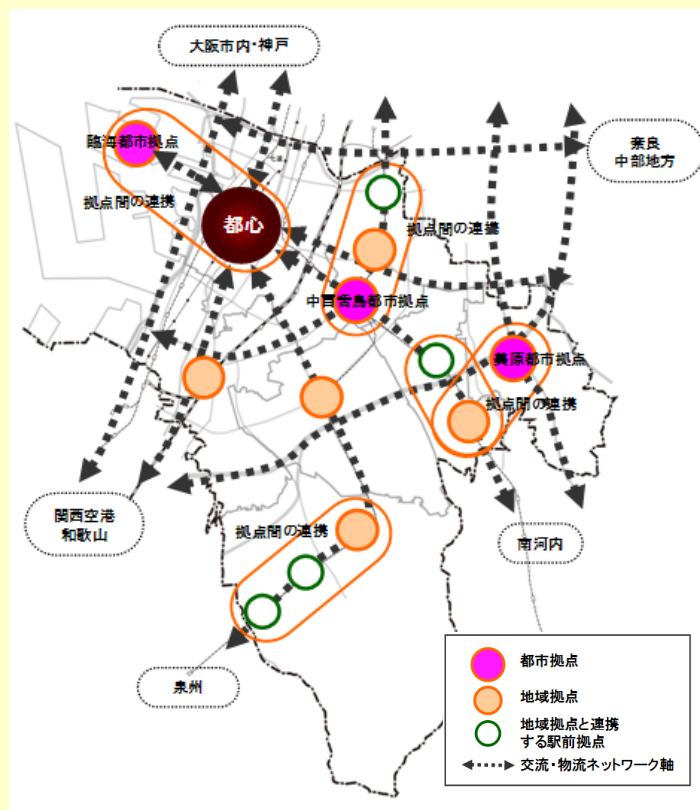 大阪市内・神戸
臨海都市拠点
奈良
中部地方
拠点間の連携
都心
拠点間の連携
中百舌鳥都市拠点
美原都市拠点
拠点間の連携
関西空港
和歌山
拠点間の連携
南河内
泉州
都市拠点
地域拠点
地域拠点と連携
する駅前拠点
交流・物流ネットワーク軸